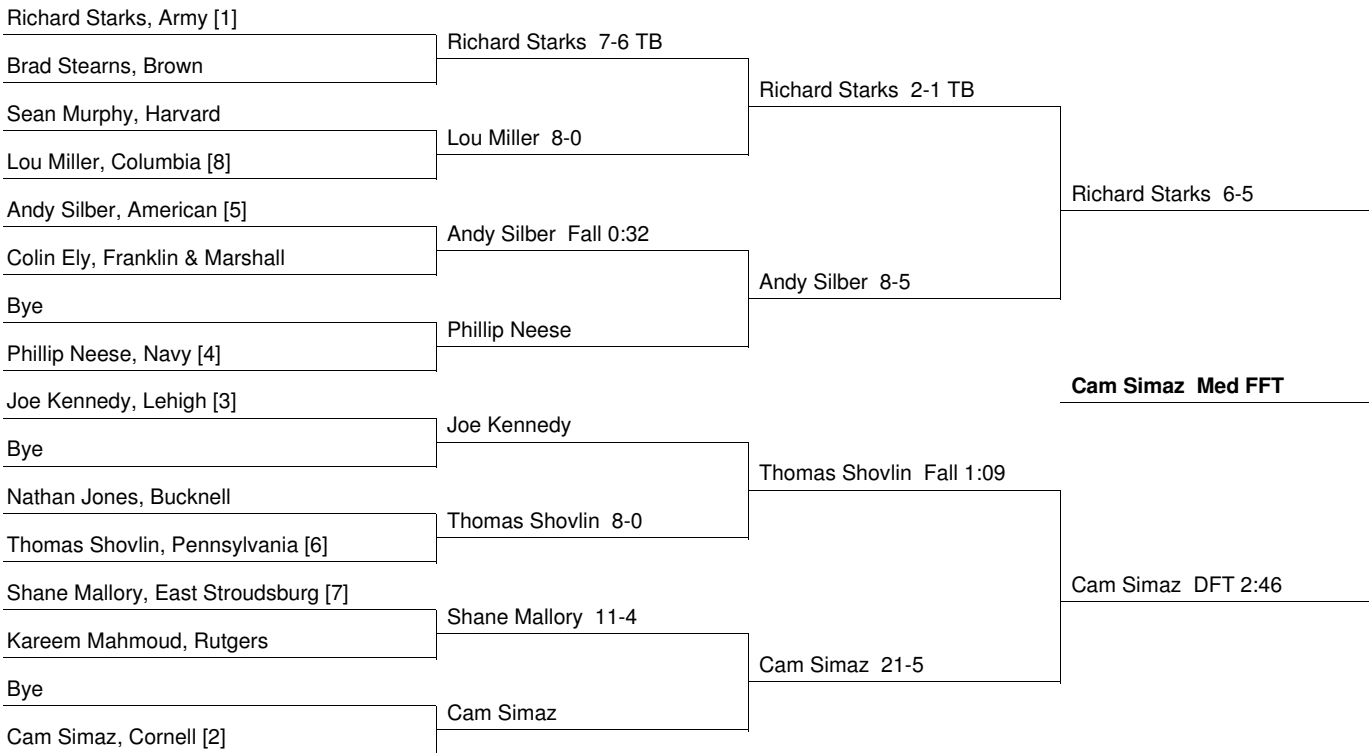 Richard Starks, Army [1]
Brad Stearns, Brown
Sean Murphy, Harvard
Lou Miller, Columbia [8]
Andy Silber, American [5]
Colin Ely, Franklin & Marshall
Bye
Phillip Neese, Navy [4]
Joe Kennedy, Lehigh [3]
Bye
Nathan Jones, Bucknell
Thomas Shovlin, Pennsylvania [6]
Shane Mallory, East Stroudsburg [7]
Kareem Mahmoud, Rutgers
Bye
Cam Simaz, Cornell [2]
Richard Starks 7-6 TB
Lou Miller 8-0
Andy Silber Fall 0:32
Phillip Neese
Joe Kennedy
Thomas Shovlin 8-0
Shane Mallory 11-4
Cam Simaz
Richard Starks 2-1 TB
Andy Silber 8-5
Thomas Shovlin Fall 1:09
Cam Simaz 21-5
Richard Starks 6-5
Cam Simaz DFT 2:46
Cam Simaz Med FFT